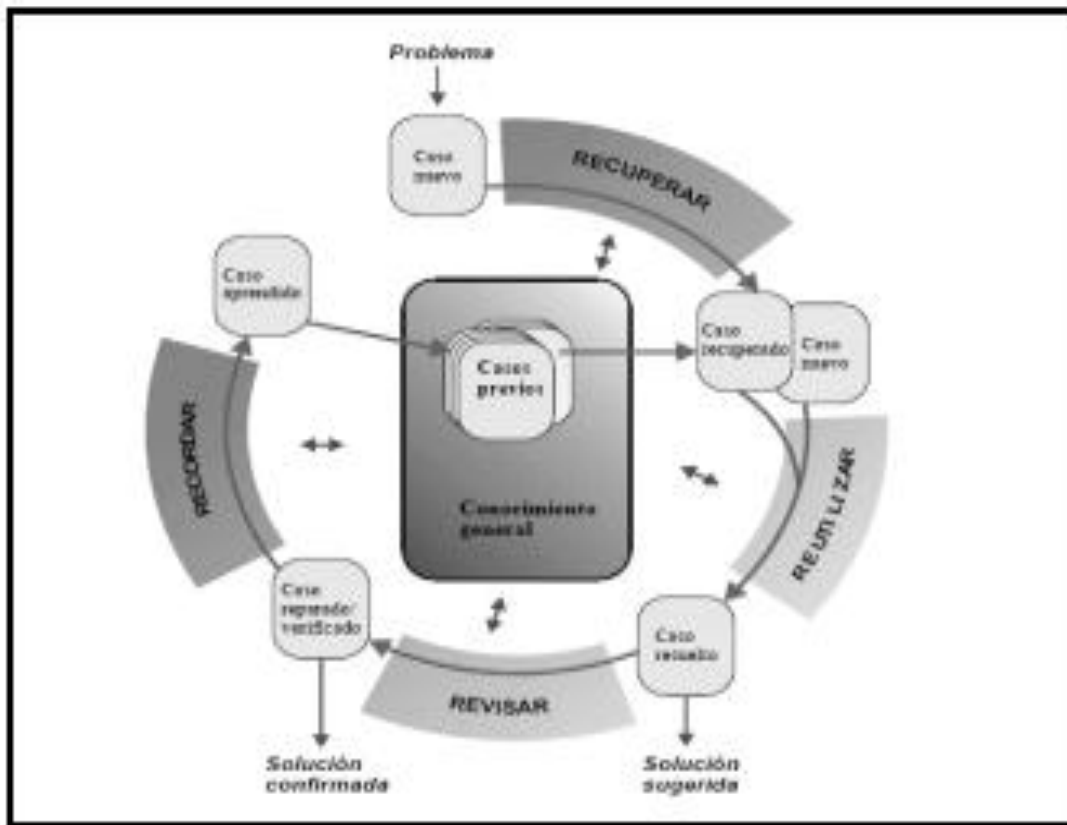 Problema
Caso
nuevo
RECUPERAR
Caso
aprendido
Caso
recuperado
Caso
nuevo
Casos
previos
RECORDAR
Conocimiento
general
REUTILIZAR
Caso
reparado/
verificado
Caso
resuelto
REVISAR
Solución
confirmada
Solución
sugerida